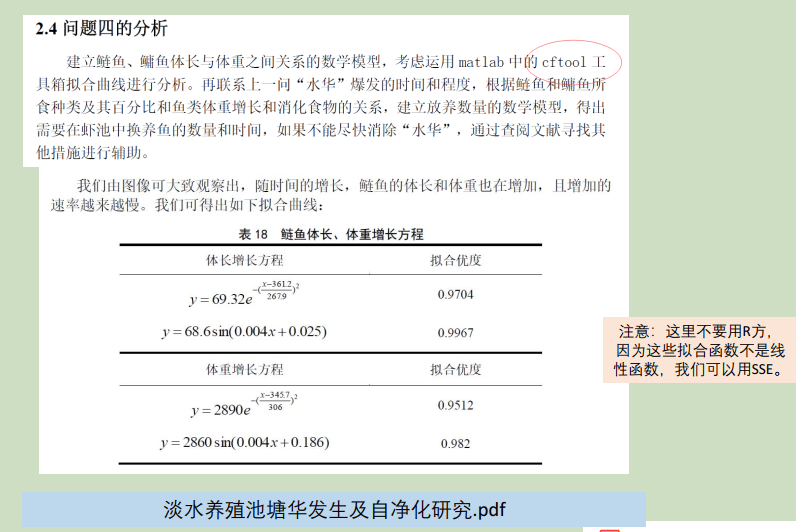 2.4 问题四的分析
建立鲢鱼、鳙鱼体长与体重之间关系的数学模型，考虑运用 matlab 中的 cftool 工
具箱拟合曲线进行分析。再联系上一问“水华”爆发的时间和程度，根据鲢鱼和鳙鱼所
食种类及其百分比和鱼类体重增长和消化食物的关系，建立放养数量的数学模型，得出
需要在虾池中换养鱼的数量和时间，如果不能尽快消除“水华”，通过查阅文献寻找其
他措施进行辅助。
我们由图像可大致观察出，随时间的增长，鲢鱼的体长和体重也在增加，且增加的
速率越来越慢。我们可得出如下拟合曲线：
表 18 鲢鱼体长、体重增长方程
体长增长方程 拟合优度
y = 69.32e^{-(\frac{x-361.2}{267.9})^2} 0.9704
y = 68.6sin(0.004x+0.025) 0.9967
体重增长方程 拟合优度
y = 2890e^{-(\frac{x-345.7}{306})^2} 0.9512
y = 2860sin(0.004x+0.186) 0.982
注意：这里不要用R方，
因为这些拟合函数不是线
性函数，我们可以用SSE。
淡水养殖池塘华发生及自净化研究.pdf